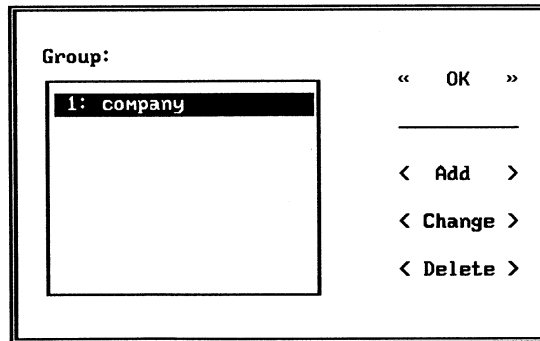 Group:
1: company
« OK »
< Add >
< Change >
< Delete >